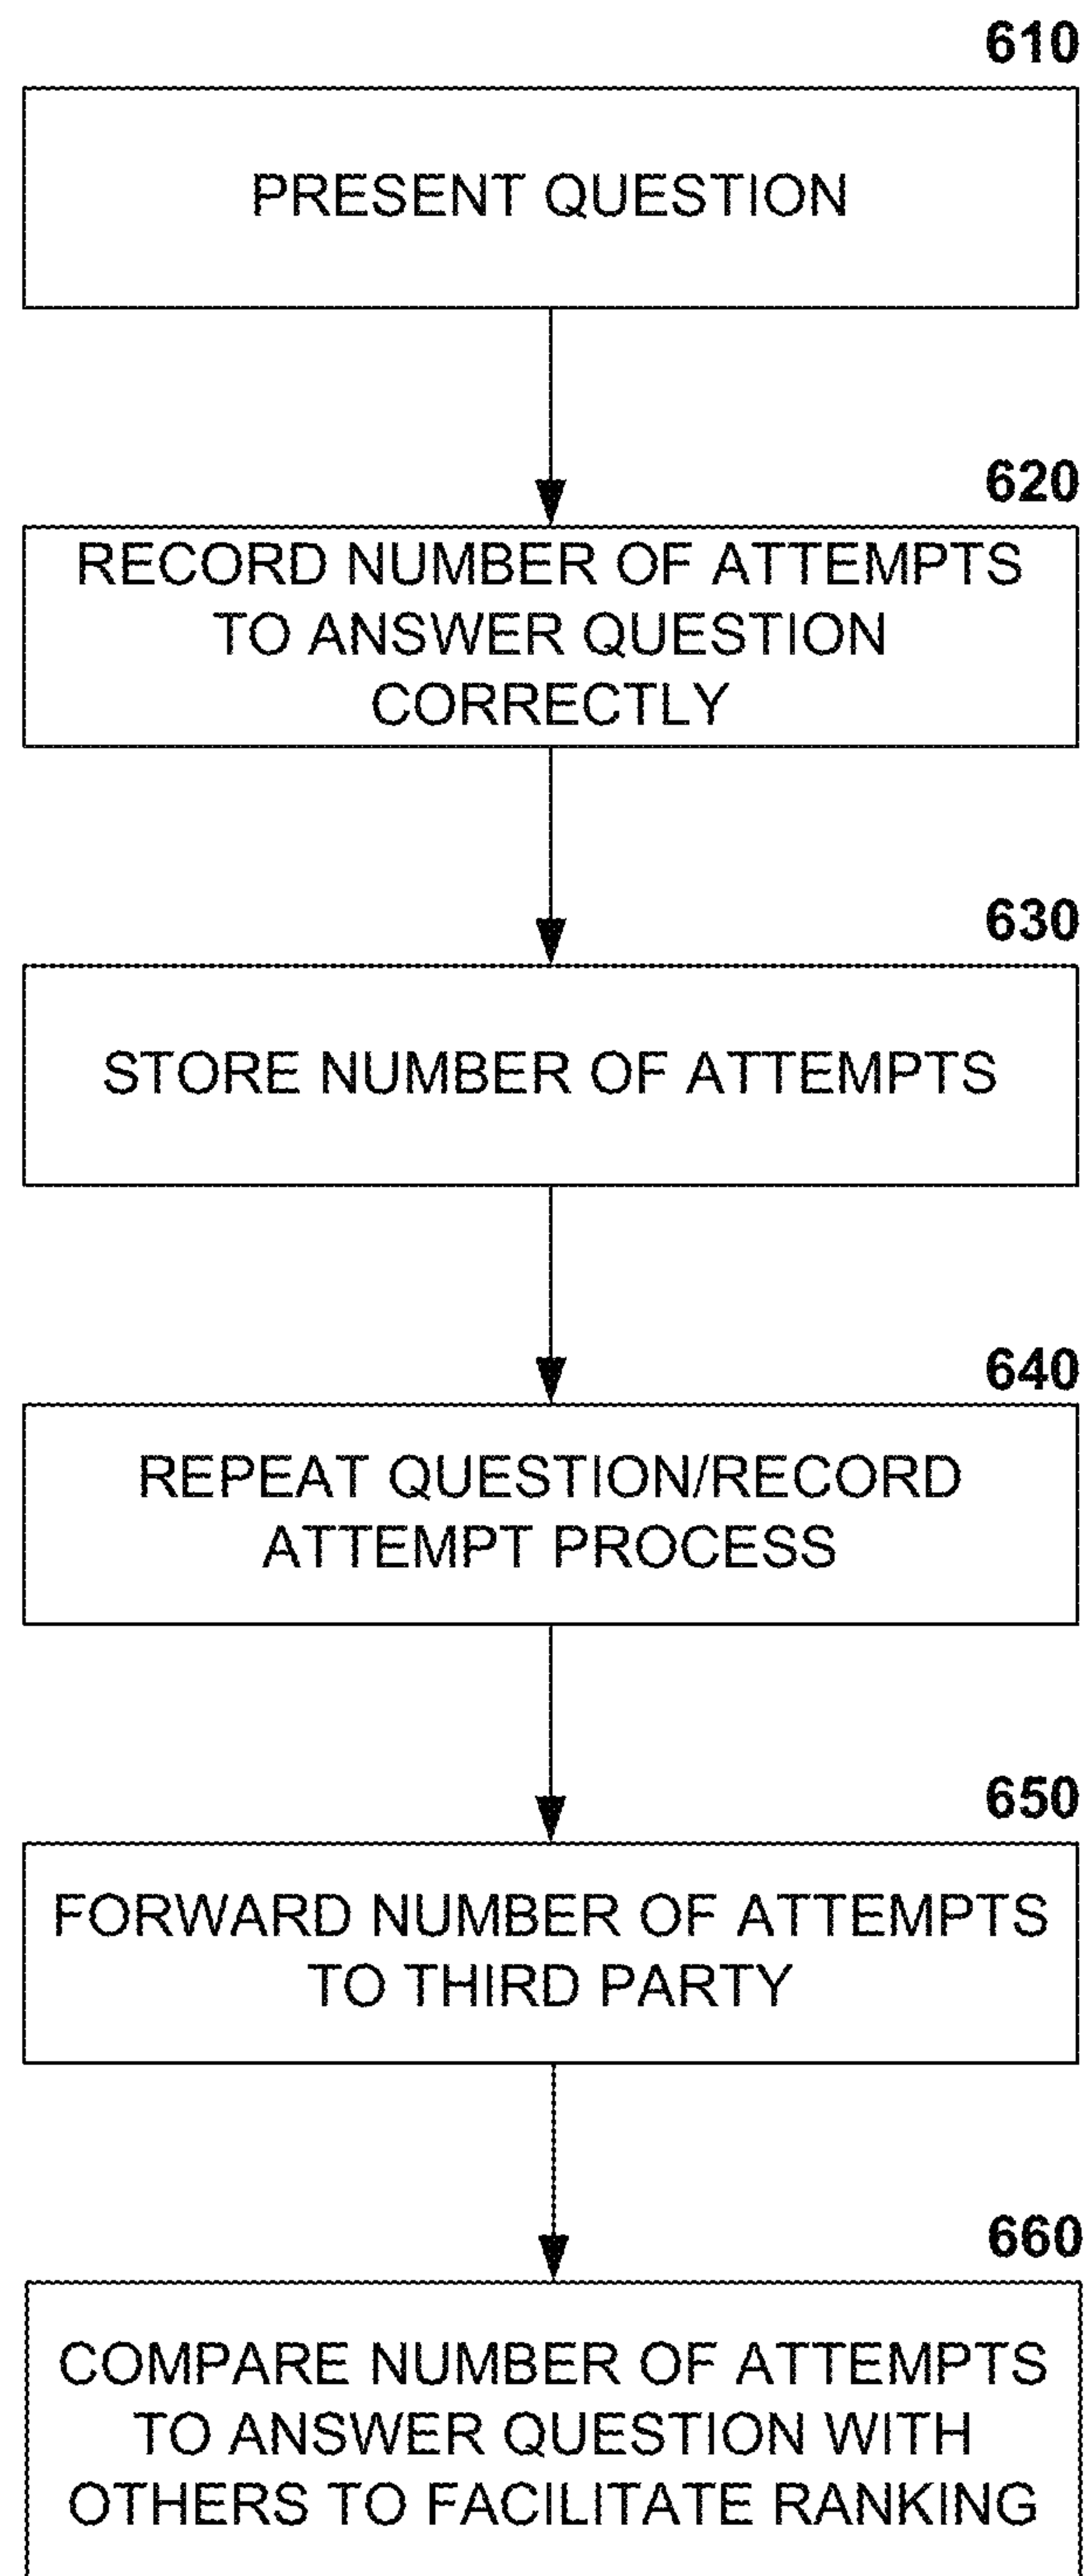 610
PRESENT QUESTION
620
RECORD NUMBER OF ATTEMPTS
TO ANSWER QUESTION
CORRECTLY
630
STORE NUMBER OF ATTEMPTS
640
REPEAT QUESTION/RECORD
ATTEMPT PROCESS
650
FORWARD NUMBER OF ATTEMPTS
TO THIRD PARTY
660
COMPARE NUMBER OF ATTEMPTS
TO ANSWER QUESTION WITH
OTHERS TO FACILITATE RANKING